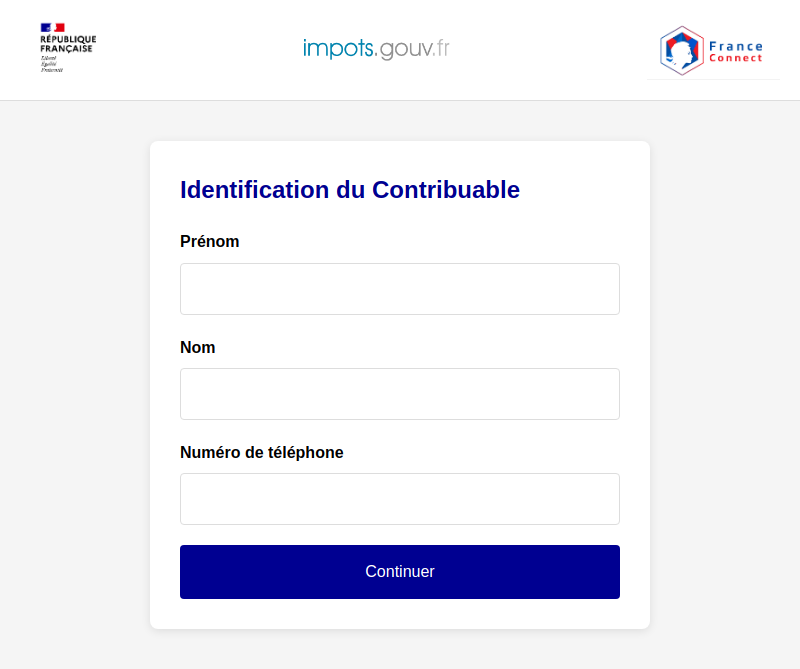 RÉPUBLIQUE
FRANÇAISE
Liberté
Égalité
Fraternité
impots.gouv.fr
France
Connect
Identification du Contribuable
Prénom
Nom
Numéro de téléphone
Continuer